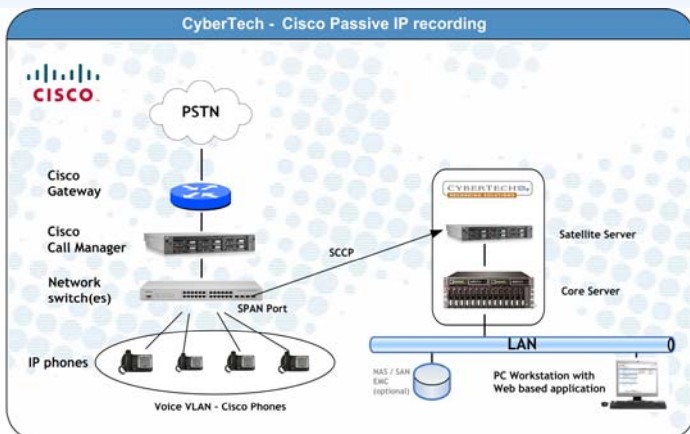 CyberTech - Cisco Passive IP recording
CISCO
PSTN
Cisco
Gateway
Cisco
Call Manager
Network
switch(es)
SPAN Port
SCCP
IP phones
Voice VLAN - Cisco Phones
CYBERTECH
Satellite Server
Core Server
LAN
NAS / SAN
EMC
(optional)
PC Workstation with
Web based application